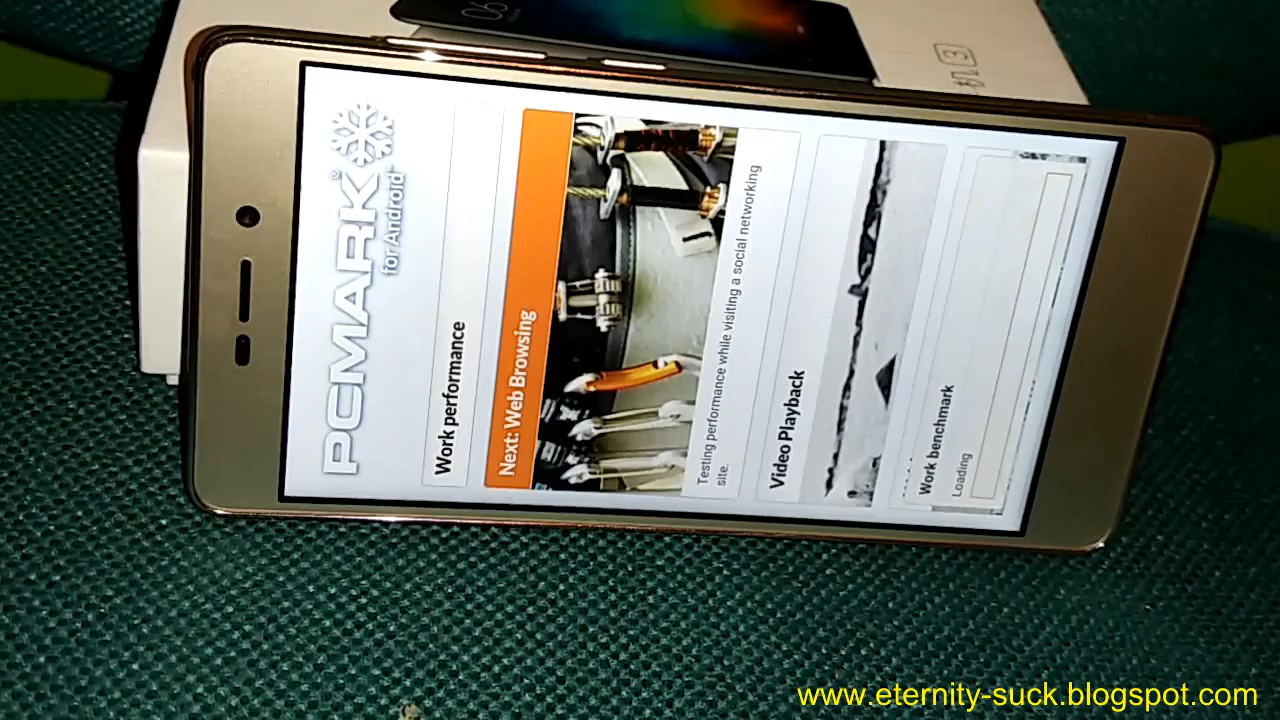 PCMARK®
for Android
Work performance
Next: Web Browsing
Testing performance while visiting a social networking
site.
Video Playback
Work benchmark
Loading
www.eternity-suck.blogspot.com